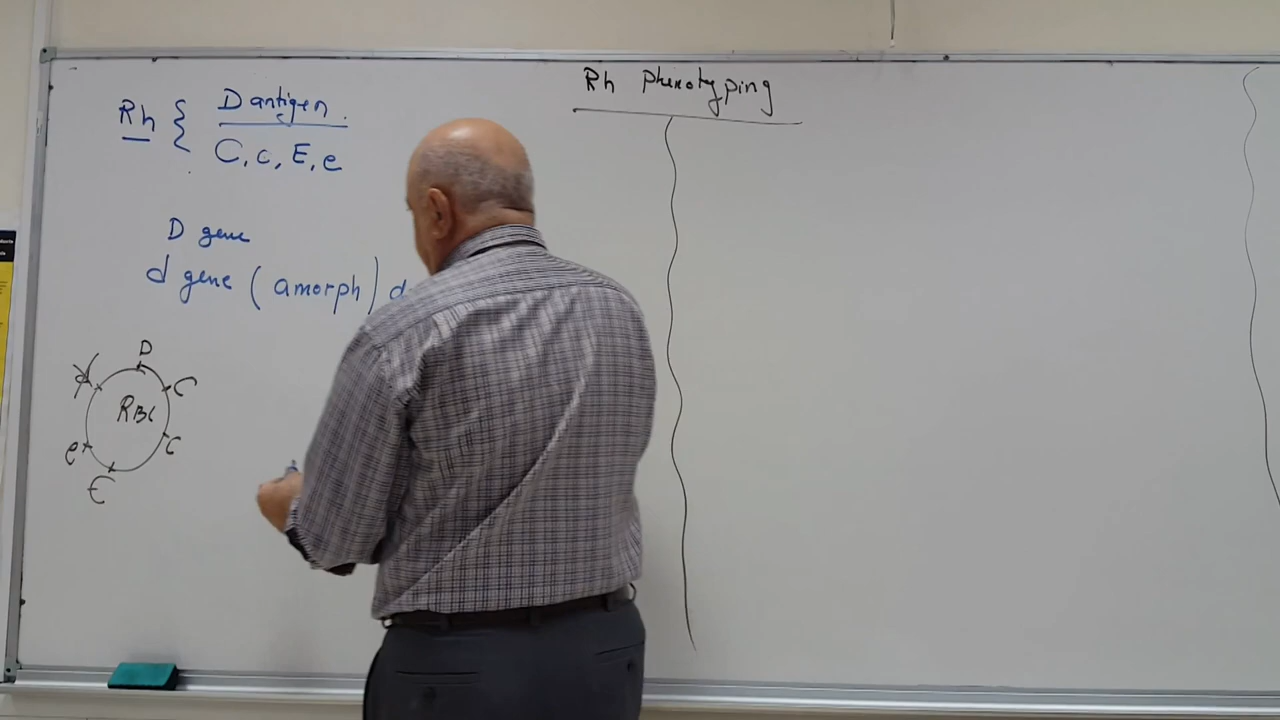 Rh Phenotyping
Rh { D antigen.
C, c, E, e
D gene
d gene (amorph) d
D
d C
RBC
e c
E